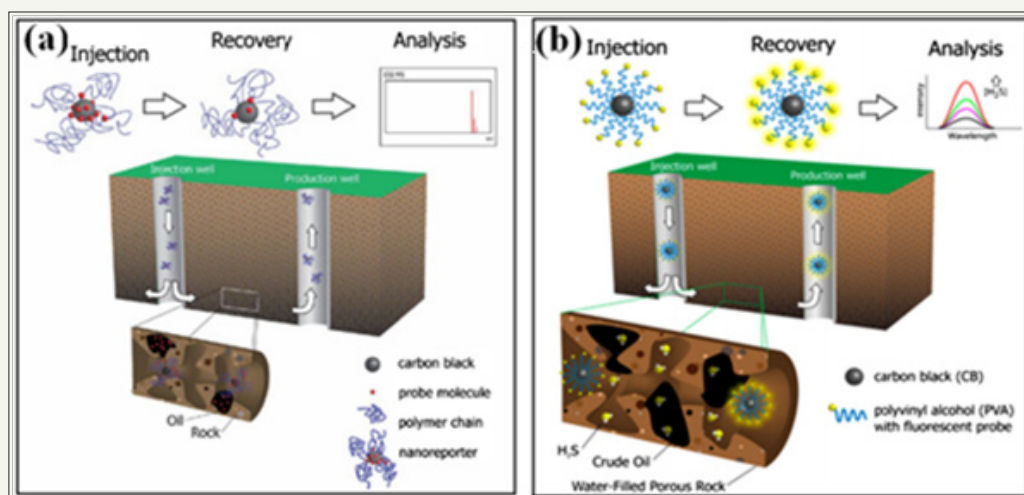 (a)
Injection
Recovery
Analysis
Injection well
Production well
carbon black
probe molecule
polymer chain
nanoreporter
Oil
Rock
(b)
Injection
Recovery
Analysis
[H₂S]
Intensity
Wavelength
Injection well
Production well
carbon black (CB)
polyvinyl alcohol (PVA)
with fluorescent probe
H₂S
Crude Oil
Water-Filled Porous Rock